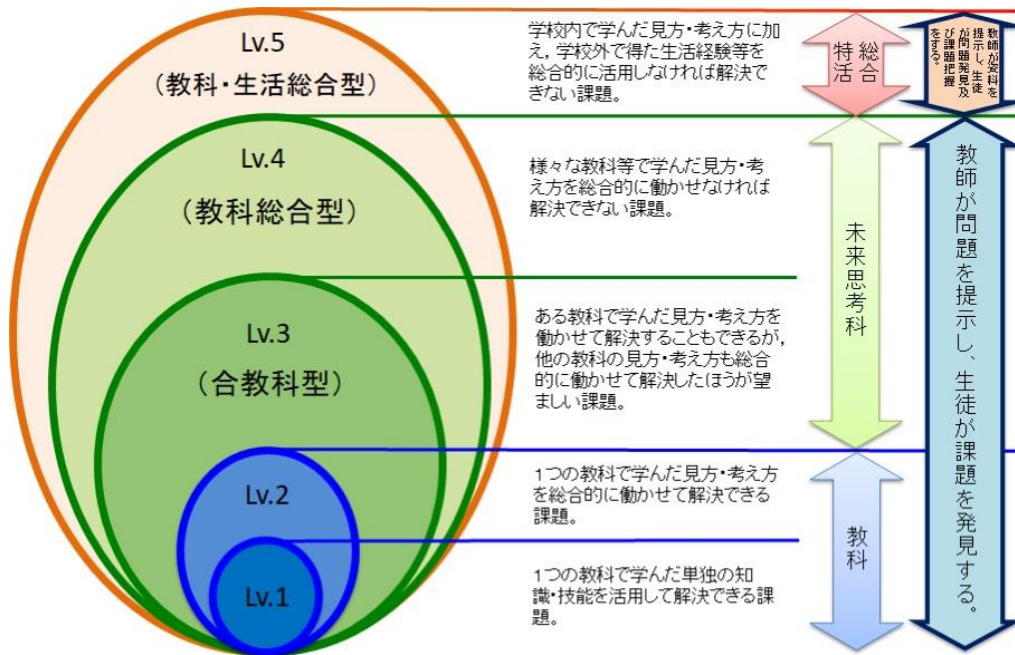 Lv.5
(教科・生活総合型)
学校内で学んだ見方・考え方に加
え，学校外で得た生活経験等を
総合的に活用しなければ解決で
きない課題。
Lv.4
(教科総合型)
様々な教科等で学んだ見方・考
え方を総合的に働かせなければ
解決できない課題。
Lv.3
(合教科型)
ある教科で学んだ見方・考え方を
働かせて解決することもできるが，
他の教科の見方・考え方も総合
的に働かせて解決したほうが望
ましい課題。
Lv.2
1つの教科で学んだ見方・考え方
を総合的に働かせて解決できる
課題。
Lv.1
1つの教科で学んだ単独の知
識・技能を活用して解決できる課
題。
総合
特活
未来思考科
教科
教師が資料を
提示し、生徒
が問題発見及
び課題把握
をする。
教師が問題を提示し、生徒が課題を発見する。